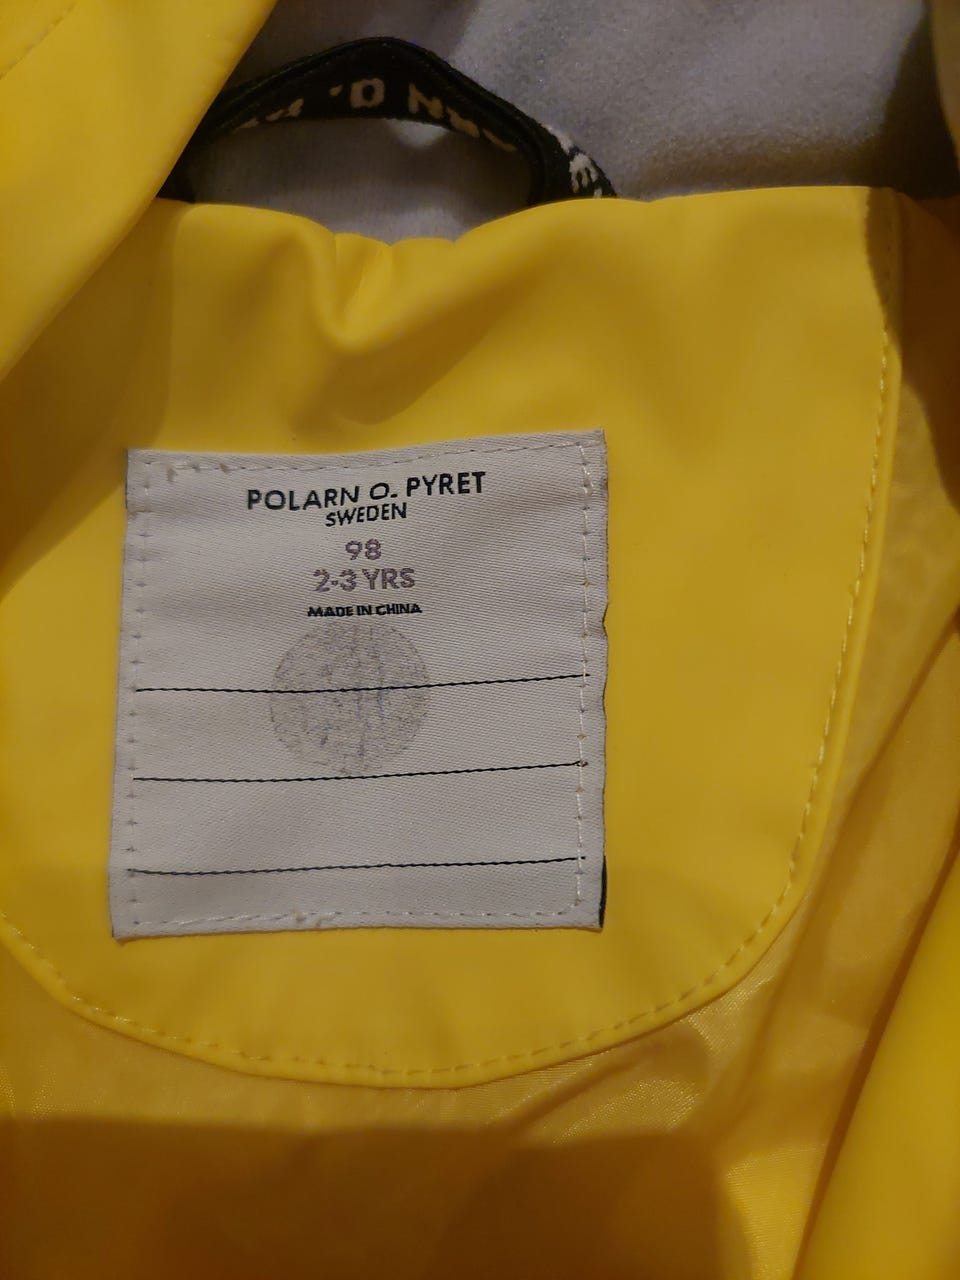 POLARN O. PYRET
SWEDEN
98
2-3 YRS
MADE IN CHINA